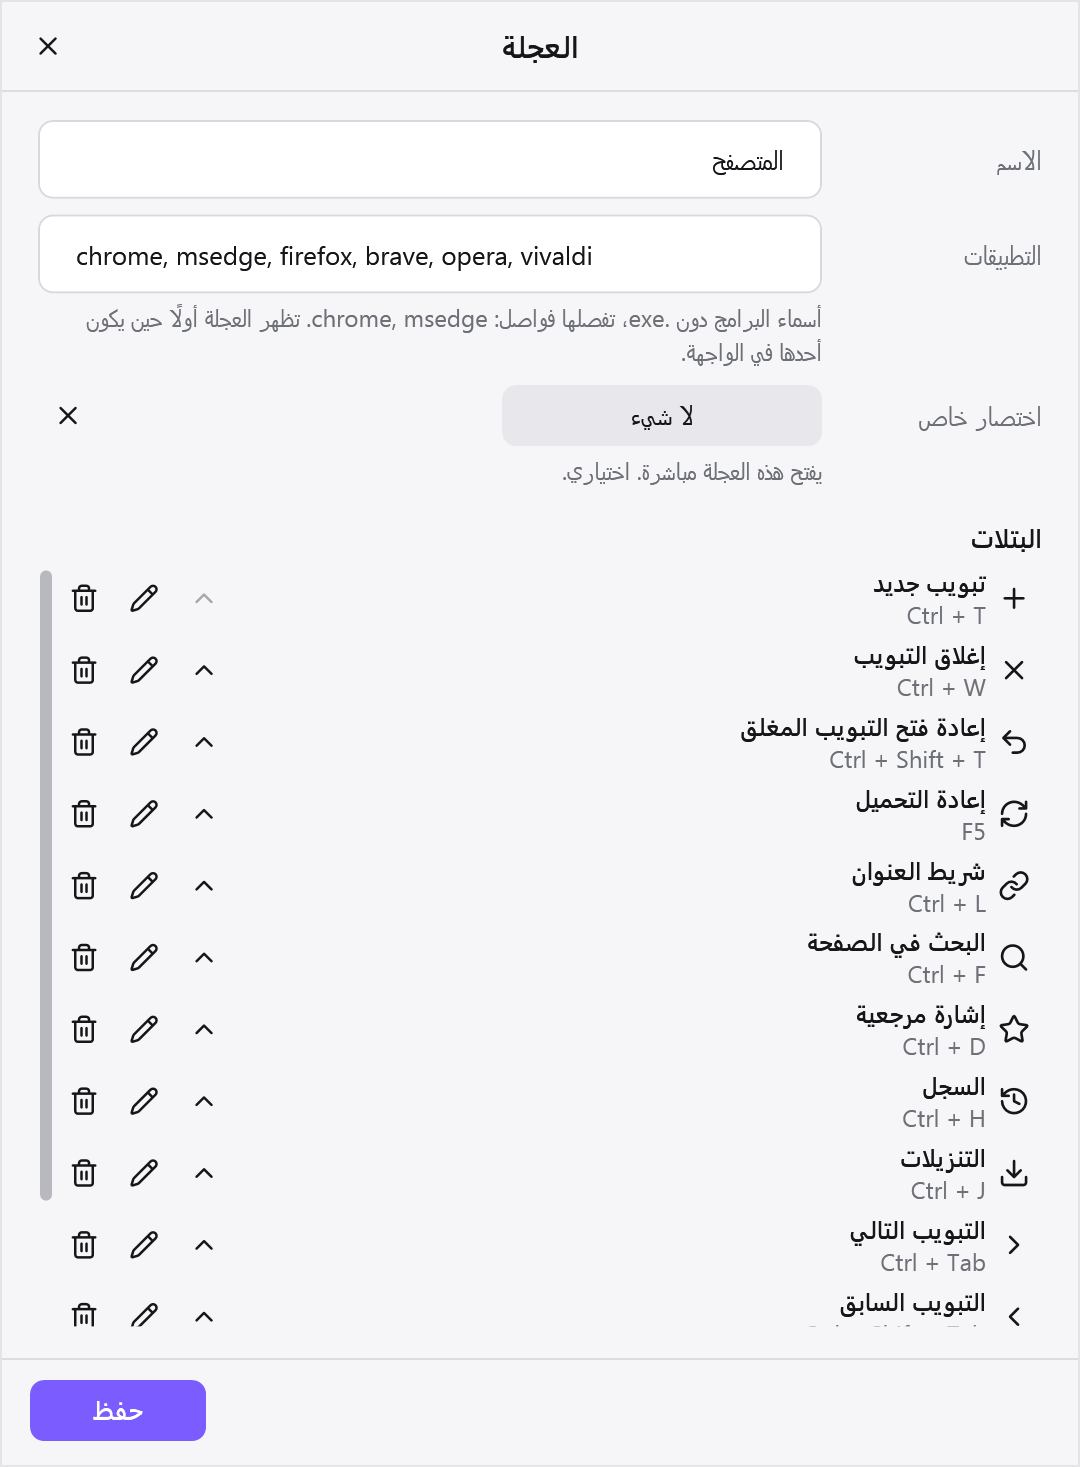 العجلة
الاسم
المتصفح
التطبيقات
chrome, msedge, firefox, brave, opera, vivaldi
أسماء البرامج دون .exe، تفصلها فواصل: chrome, msedge. تظهر العجلة أولًا حين يكون
أحدها في الواجهة.
اختصار خاص
لا شيء
يفتح هذه العجلة مباشرة. اختياري.
البتلات
تبويب جديد
Ctrl + T
إغلاق التبويب
Ctrl + W
إعادة فتح التبويب المغلق
Ctrl + Shift + T
إعادة التحميل
F5
شريط العنوان
Ctrl + L
البحث في الصفحة
Ctrl + F
إشارة مرجعية
Ctrl + D
السجل
Ctrl + H
التنزيلات
Ctrl + J
التبويب التالي
Ctrl + Tab
التبويب السابق
حفظ